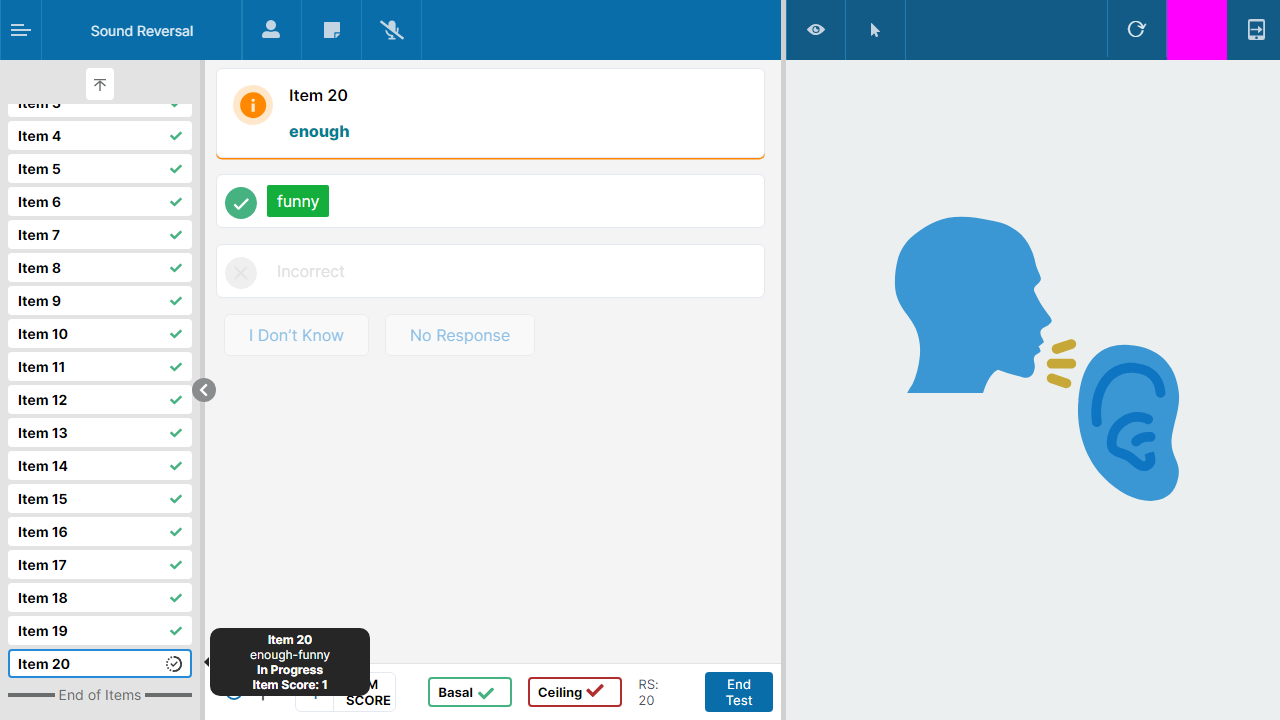 Sound Reversal
Item 4
Item 5
Item 6
Item 7
Item 8
Item 9
Item 10
Item 11
Item 12
Item 13
Item 14
Item 15
Item 16
Item 17
Item 18
Item 19
Item 20
End of Items
Item 20
enough
funny
Incorrect
I Don't Know
No Response
Item 20
enough-funny
In Progress
Item Score: 1
SCORE
Basal
Ceiling
RS:
20
End
Test